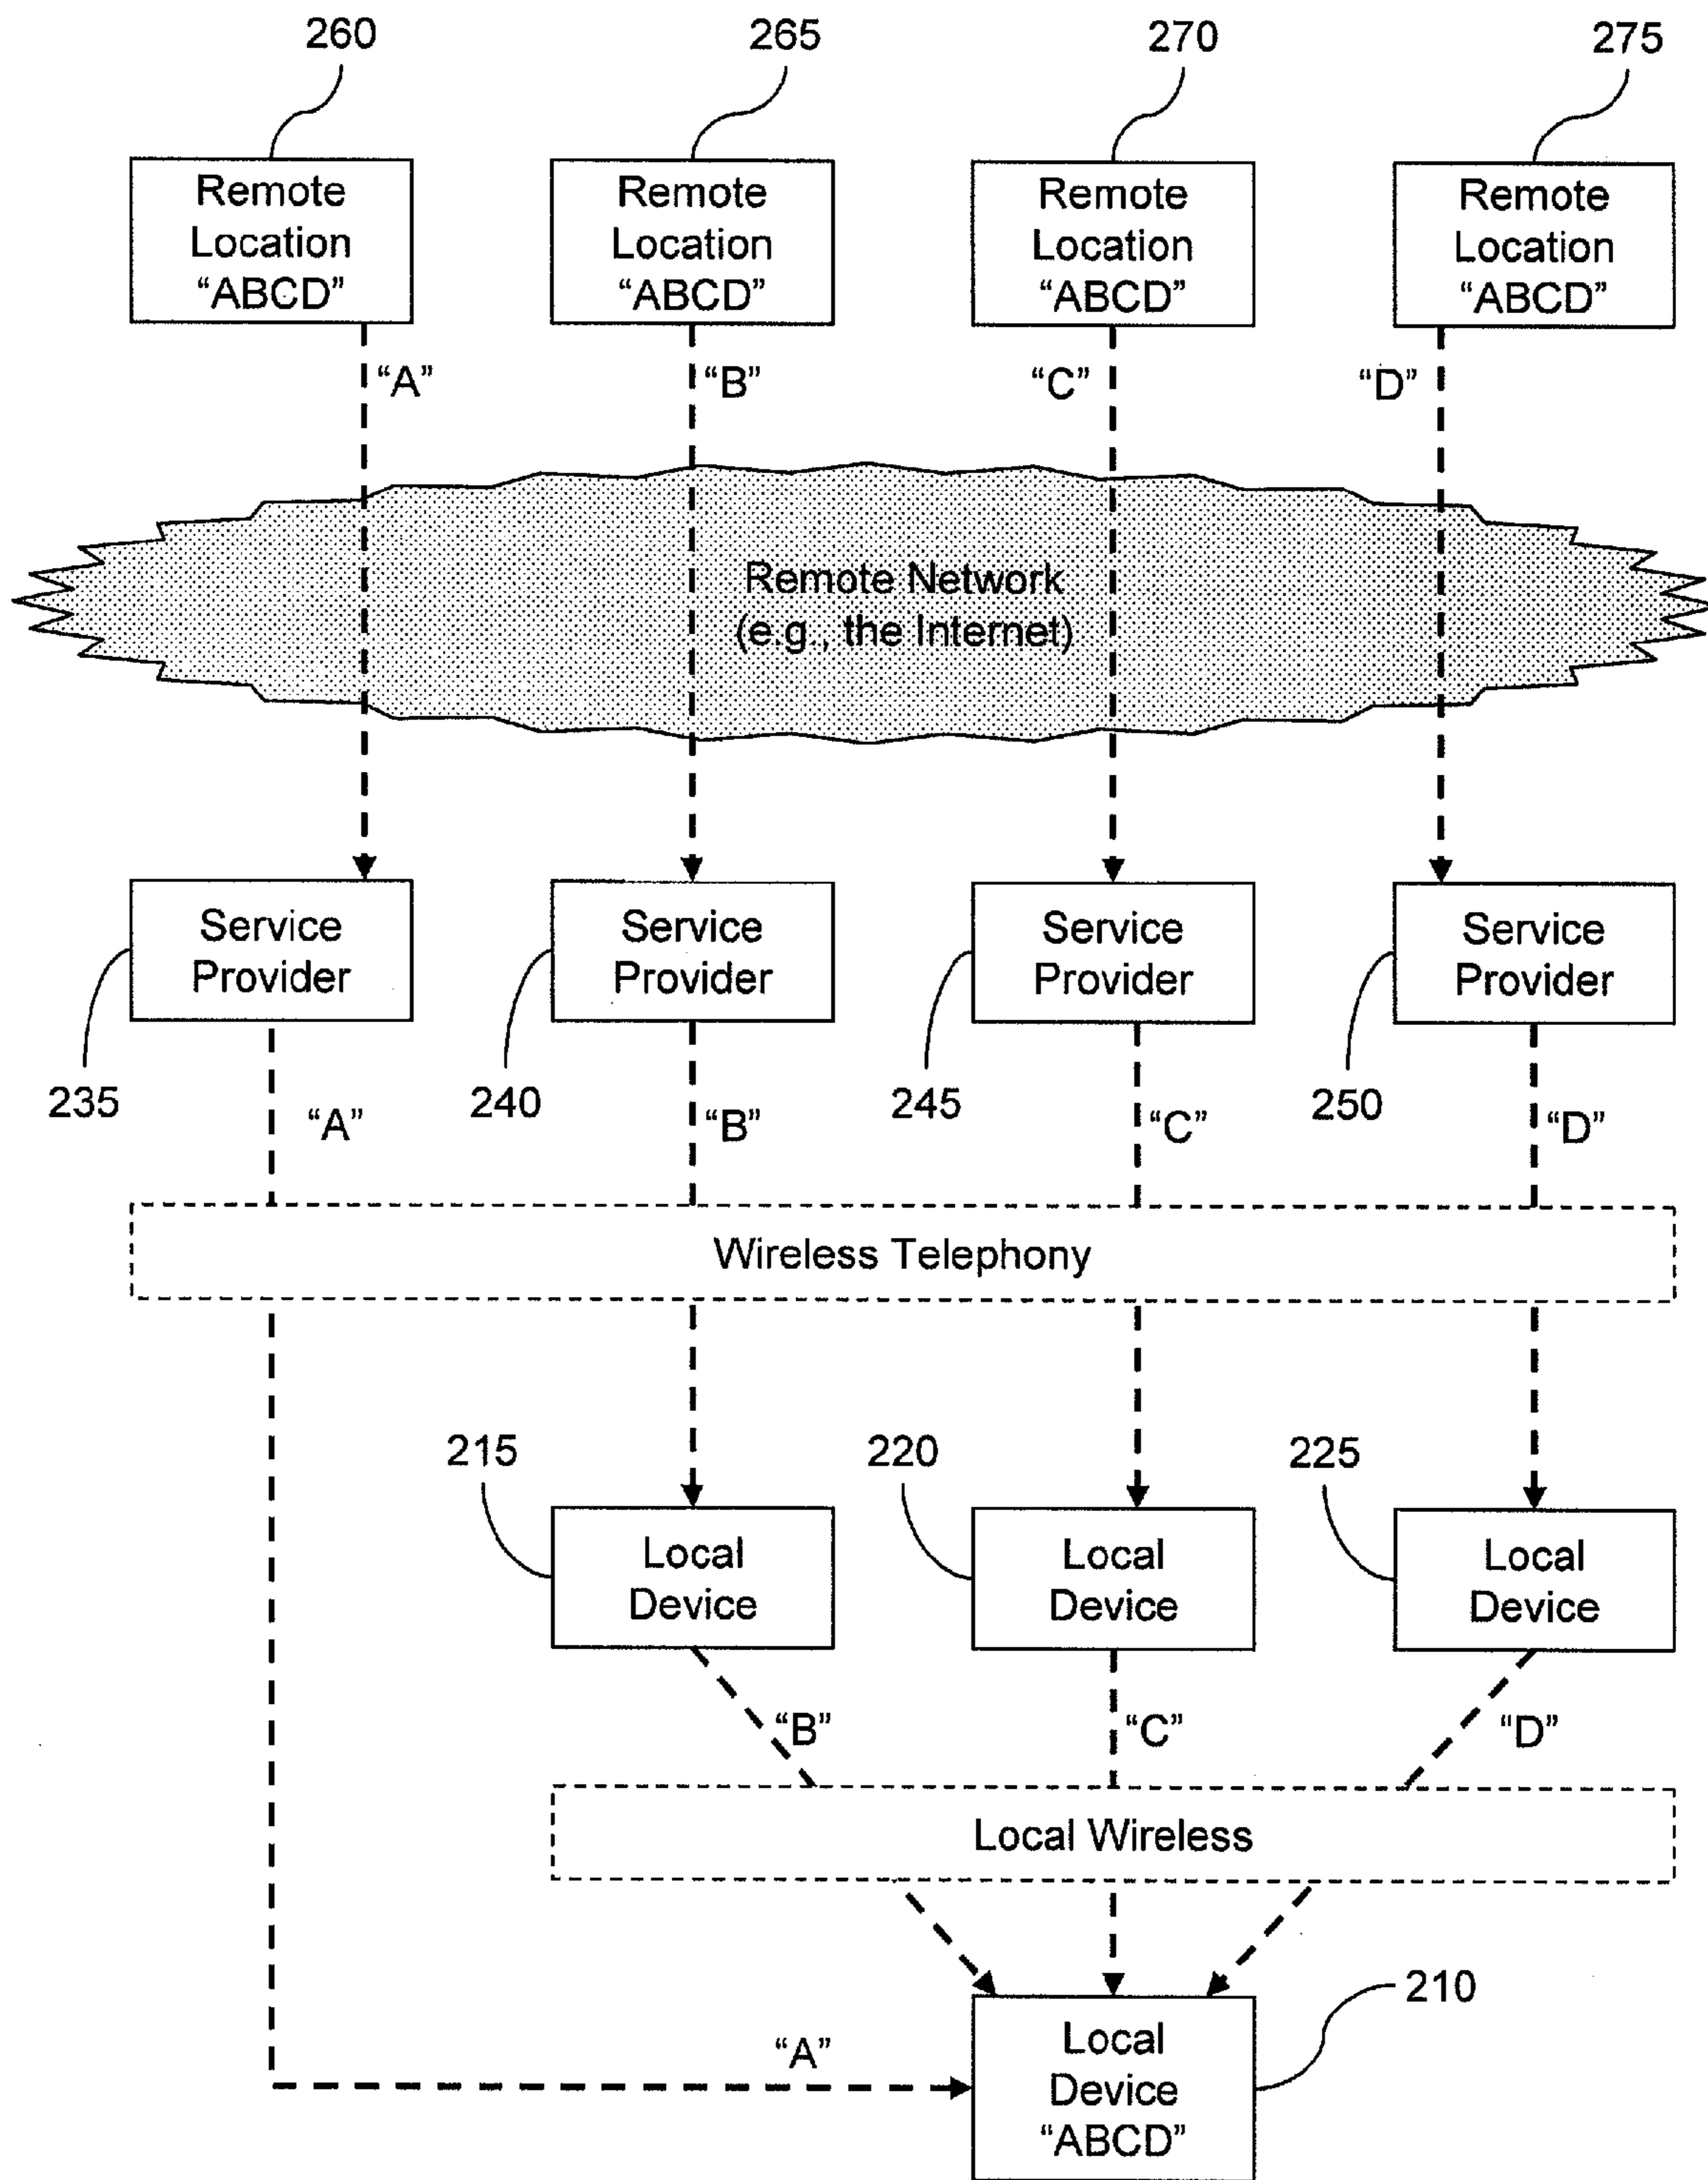 260
265
270
275
Remote
Location
“ABCD”
Remote
Location
“ABCD”
Remote
Location
“ABCD”
Remote
Location
“ABCD”
“A”
“B”
“C”
“D”
Remote Network
(e.g., the Internet)
Service
Provider
Service
Provider
Service
Provider
Service
Provider
235
240
245
250
“A”
“B”
“C”
“D”
Wireless Telephony
215
220
225
Local
Device
Local
Device
Local
Device
“B”
“C”
“D”
Local Wireless
210
“A”
Local
Device
“ABCD”